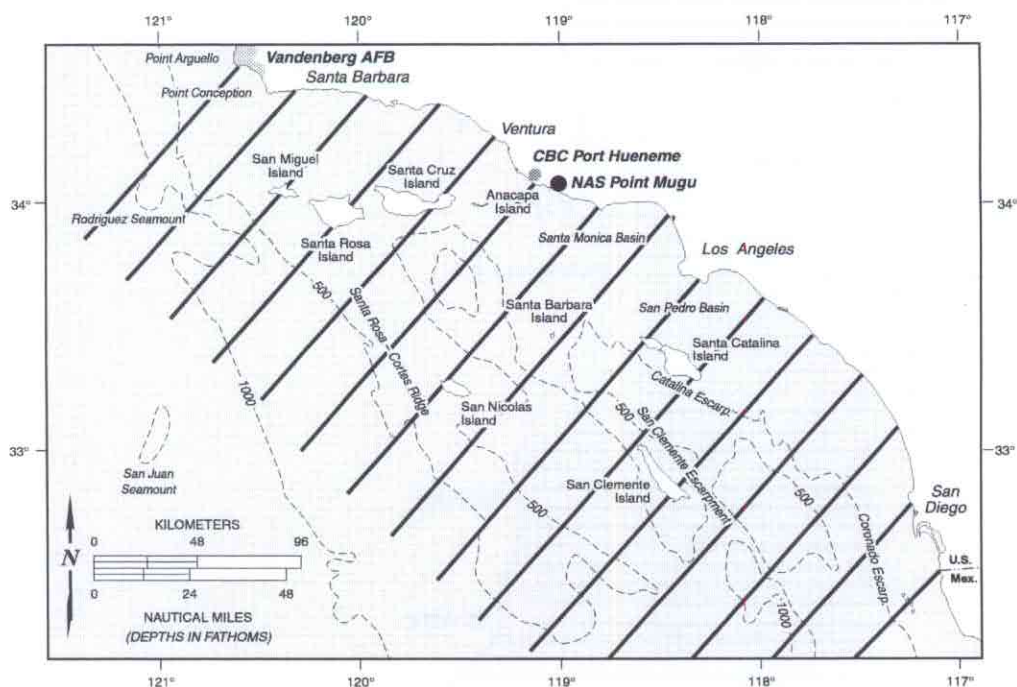 121°
120°
119°
118°
117°
Point Arguello
Vandenberg AFB
Santa Barbara
Point Conception
Ventura
San Miguel
Island
Santa Cruz
Island
CBC Port Hueneme
NAS Point Mugu
Anacapa
Island
34°
34°
Rodriguez Seamount
Santa Rosa
Island
Santa Monica Basin
Los Angeles
500
Santa Rosa - Cortes Ridge
Santa Barbara
Island
San Pedro Basin
Santa Catalina
Island
1000
Catalina Escarp.
San Nicolas
Island
500
San Clemente Escarpment
33°
33°
San Juan
Seamount
San Clemente
Island
500
500
San
Diego
Coronado Escarp.
KILOMETERS
0
48
96
N
0
24
48
NAUTICAL MILES
(DEPTHS IN FATHOMS)
U.S.
Mex.
1000
121°
120°
119°
118°
117°